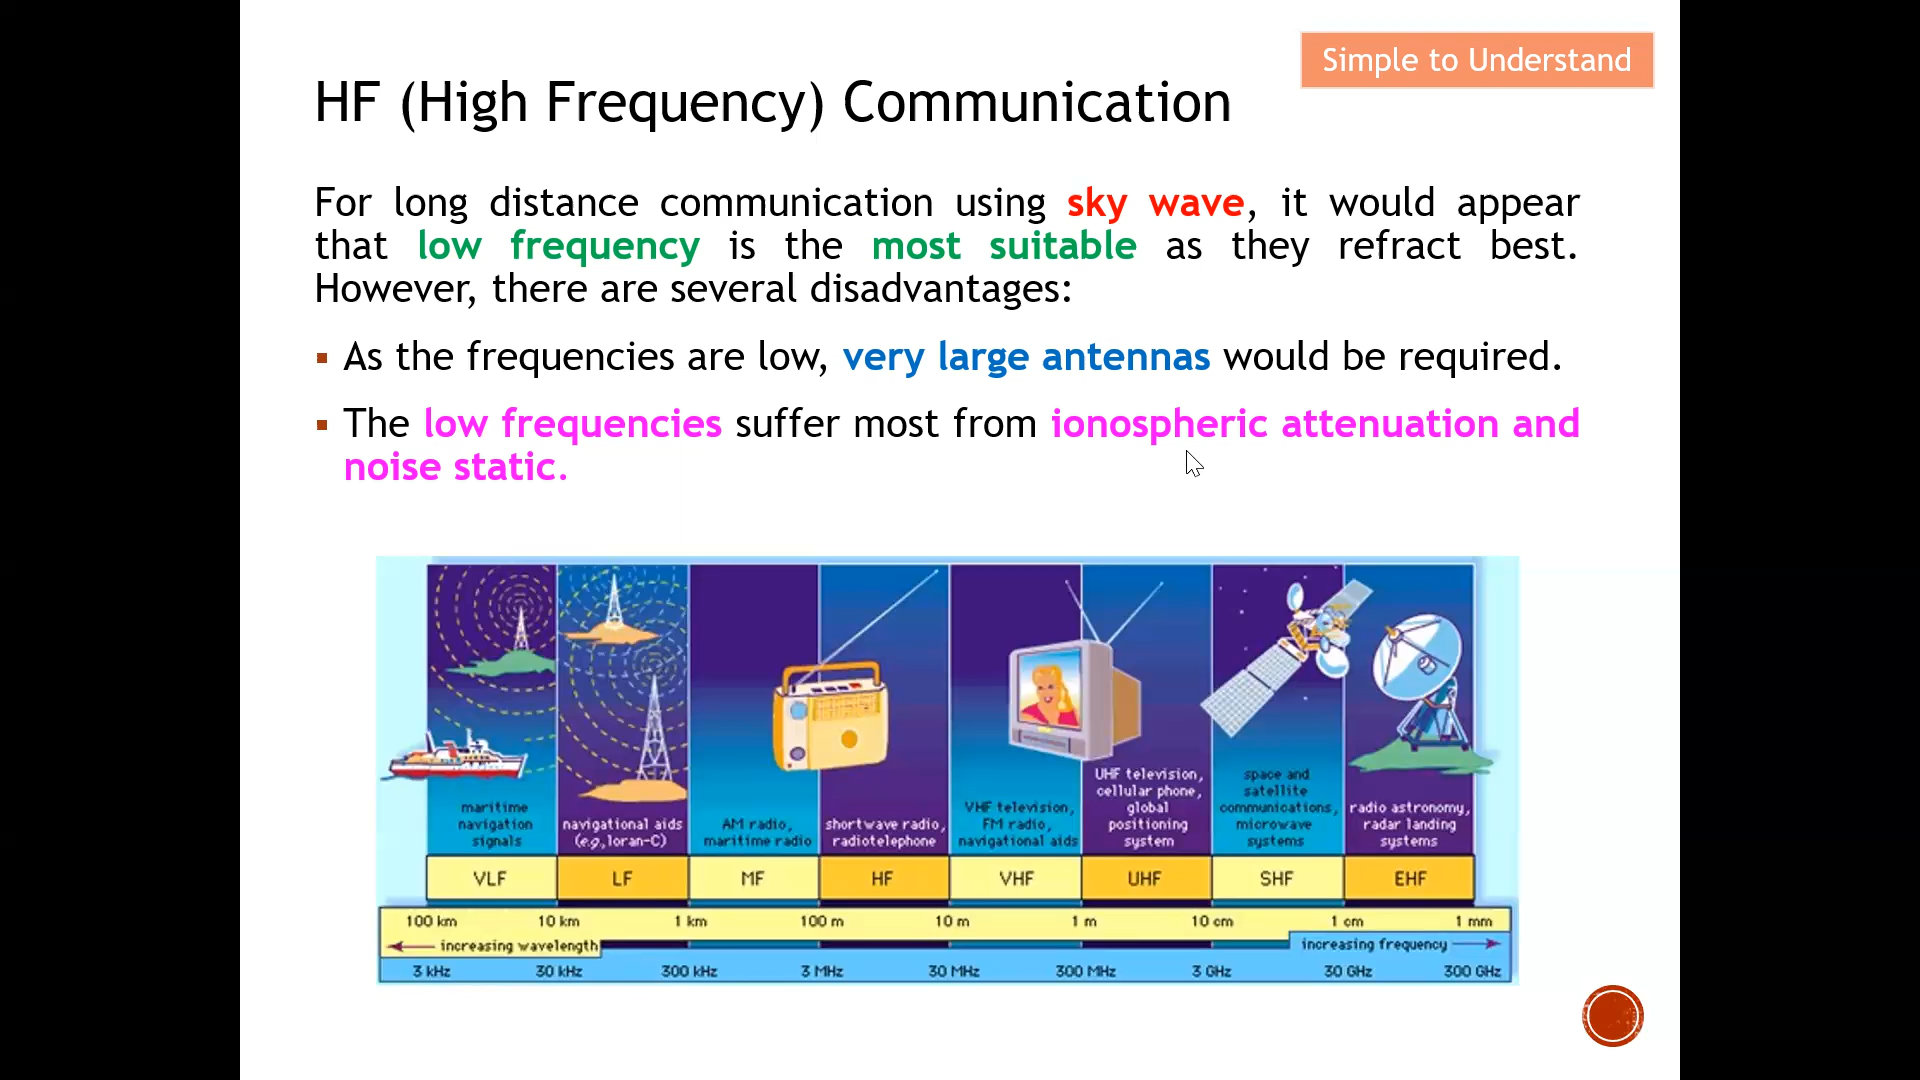 Simple to Understand
HF (High Frequency) Communication
For long distance communication using sky wave, it would appear
that low frequency is the most suitable as they refract best.
However, there are several disadvantages:
▪ As the frequencies are low, very large antennas would be required.
▪ The low frequencies suffer most from ionospheric attenuation and
noise static.
maritime
navigation
signals
navigational aids
(e.g., loran-C)
AM radio,
maritime radio
shortwave radio,
radiotelephone
VHF television,
FM radio,
navigational aids
UHF television,
cellular phone,
global
positioning
system
space and
satellite
communications,
microwave
systems
radio astronomy,
radar landing
systems
VLF LF MF HF VHF UHF SHF EHF
100 km 10 km 1 km 100 m 10 m 1 m 10 cm 1 cm 1 mm
increasing wavelength increasing frequency
3 kHz 30 kHz 300 kHz 3 MHz 30 MHz 300 MHz 3 GHz 30 GHz 300 GHz